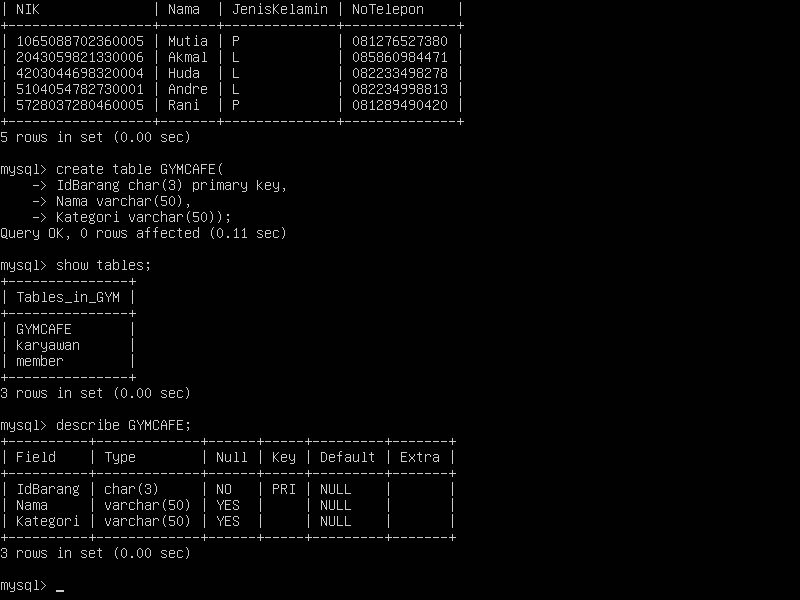 | NIK              | Nama  | JenisKelamin | NoTelepon    |
+------------------+-------+--------------+--------------+
| 1065088702360005 | Mutia | P            | 081276527380 |
| 2043059821330006 | Akmal | L            | 085860984471 |
| 4203044698320004 | Huda  | L            | 082233498278 |
| 5104054782730001 | Andre | L            | 082234998813 |
| 5728037280460005 | Rani  | P            | 081289490420 |
+------------------+-------+--------------+--------------+
5 rows in set (0.00 sec)

mysql> create table GYMCAFE(
    -> IdBarang char(3) primary key,
    -> Nama varchar(50),
    -> Kategori varchar(50));
Query OK, 0 rows affected (0.11 sec)

mysql> show tables;
+---------------+
| Tables_in_GYM |
+---------------+
| GYMCAFE       |
| karyawan      |
| member        |
+---------------+
3 rows in set (0.00 sec)

mysql> describe GYMCAFE;
+----------+-------------+------+-----+---------+-------+
| Field    | Type        | Null | Key | Default | Extra |
+----------+-------------+------+-----+---------+-------+
| IdBarang | char(3)     | NO   | PRI | NULL    |       |
| Nama     | varchar(50) | YES  |     | NULL    |       |
| Kategori | varchar(50) | YES  |     | NULL    |       |
+----------+-------------+------+-----+---------+-------+
3 rows in set (0.00 sec)

mysql> _